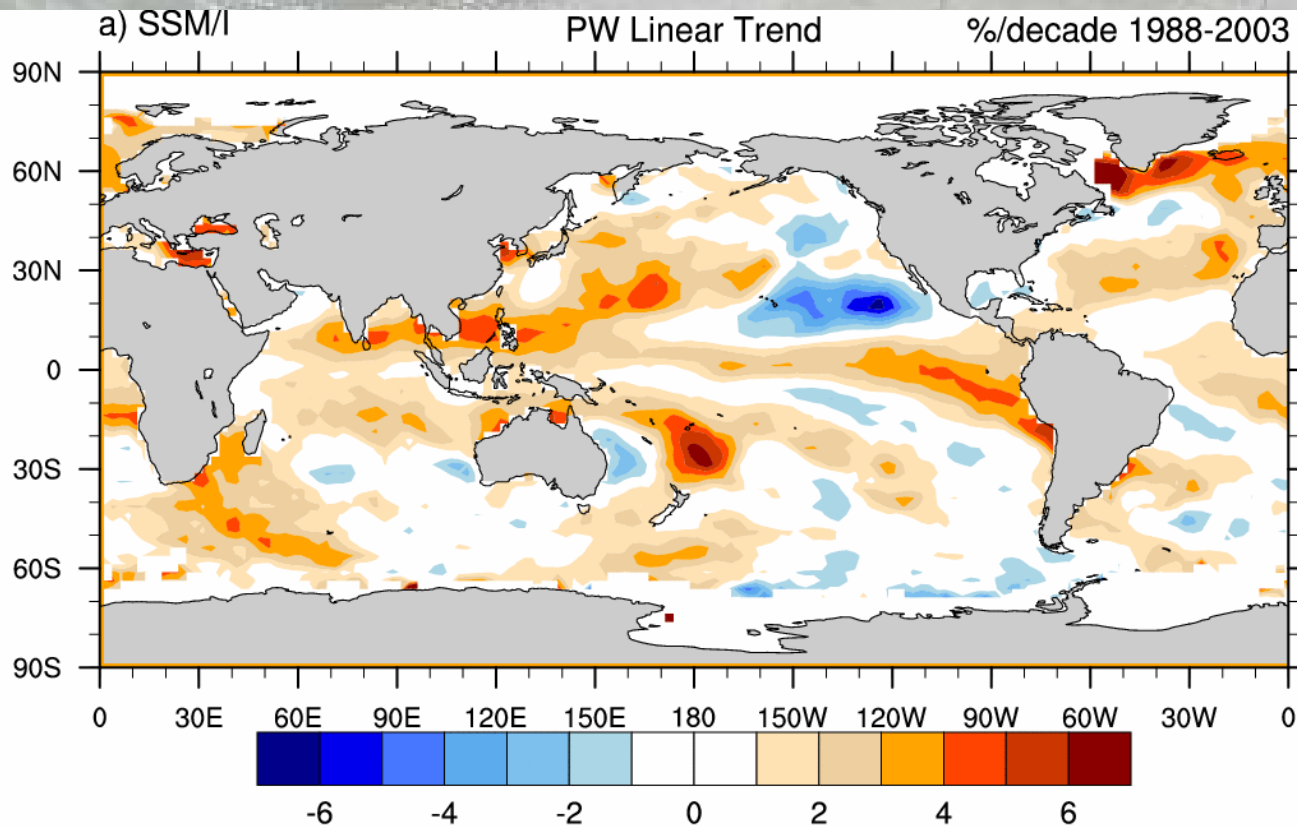 a) SSM/I PW Linear Trend %/decade 1988-2003
90N
60N
30N
0
30S
60S
90S
0 30E 60E 90E 120E 150E 180 150W 120W 90W 60W 30W 0
-6 -4 -2 0 2 4 6